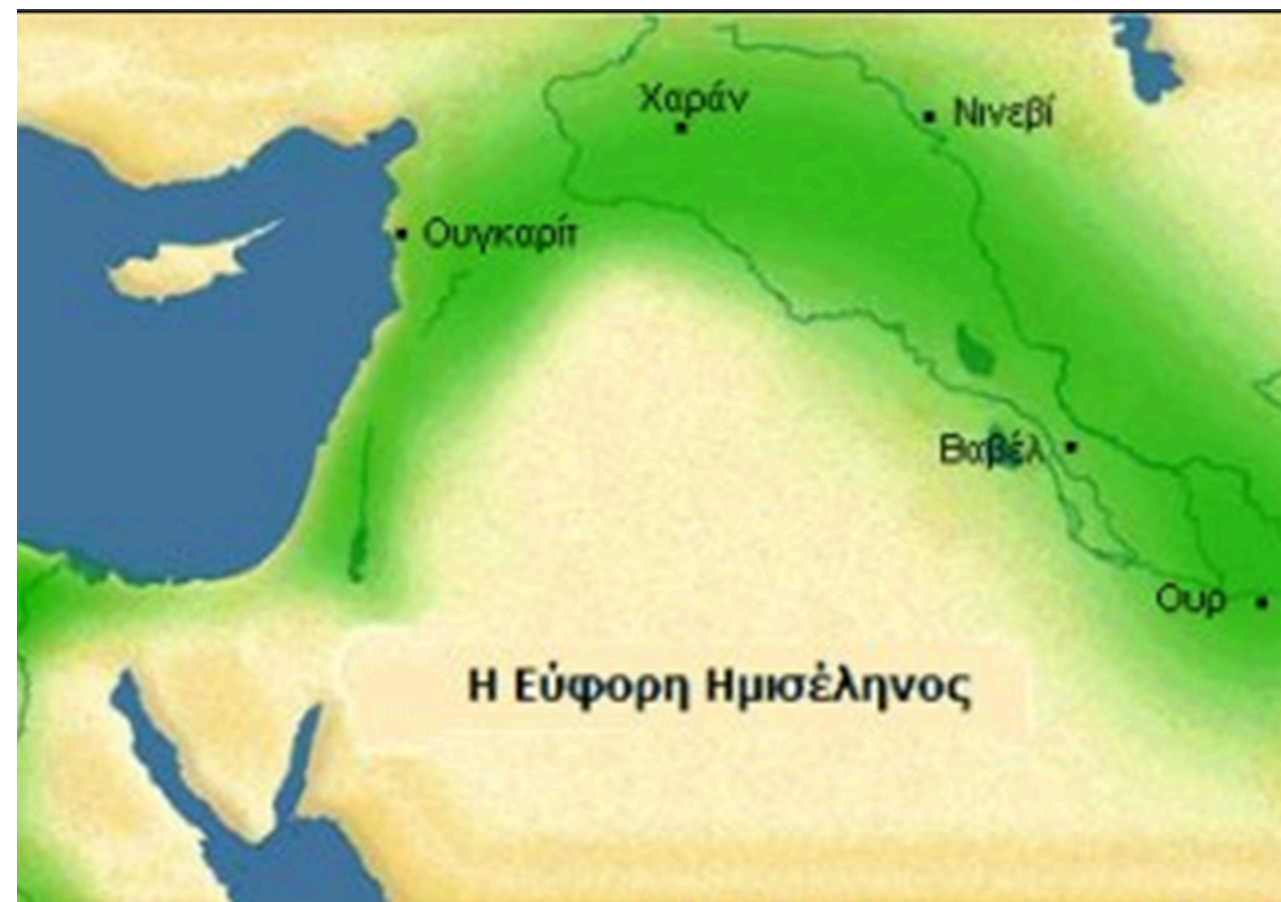 Χαράν
Νινεβί
Ουγκαρίτ
Βαβέλ
Ουρ
Η Εύφορη Ημισέληνος